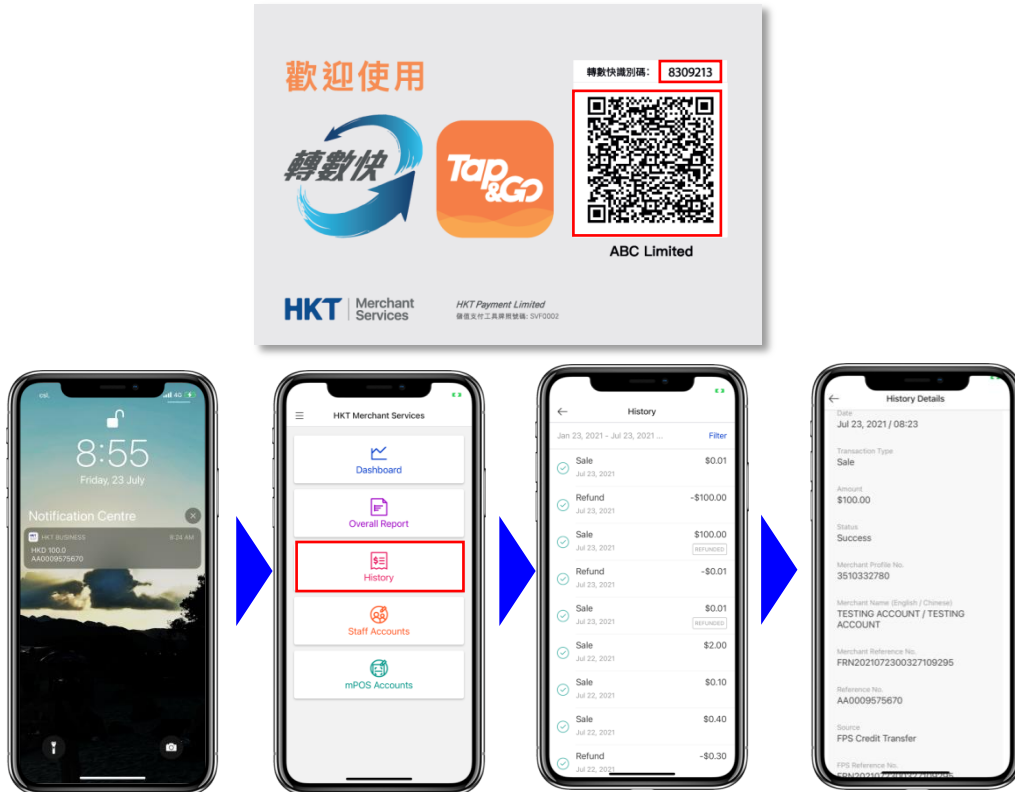 歡迎使用
轉數快
Tap
&GO
轉數快識別碼: 8309213
ABC Limited
HKT Merchant
Services
HKT Payment Limited
儲值支付工具牌照號碼: SVF0002
csl.
4G
8:55
Friday, 23 July
Notification Centre
HKT BUSINESS 8:24 AM
HKD 100.0
AA0009575670
HKT Merchant Services
Dashboard
Overall Report
History
Staff Accounts
mPOS Accounts
History
Jan 23, 2021 - Jul 23, 2021 ... Filter
Sale $0.01
Jul 23, 2021
Refund -$100.00
Jul 23, 2021
Sale $100.00
Jul 23, 2021 REFUNDED
Refund -$0.01
Jul 23, 2021
Sale $0.01
Jul 23, 2021 REFUNDED
Sale $2.00
Jul 22, 2021
Sale $0.10
Jul 22, 2021
Sale $0.40
Jul 22, 2021
Refund -$0.30
Jul 22, 2021
History Details
Date
Jul 23, 2021 / 08:23
Transaction Type
Sale
Amount
$100.00
Status
Success
Merchant Profile No.
3510332780
Merchant Name (English / Chinese)
TESTING ACCOUNT / TESTING
ACCOUNT
Merchant Reference No.
FRN2021072300327109295
Reference No.
AA0009575670
Source
FPS Credit Transfer
FPS Reference No.